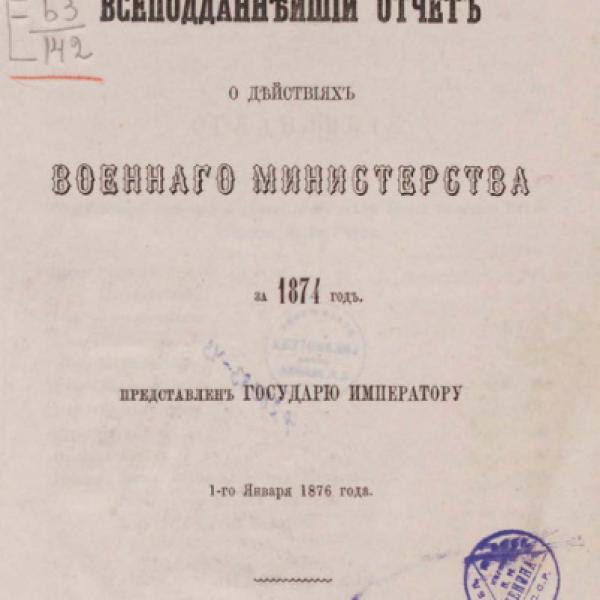 Б3
142
ВСЕПОДДАННѢЙШІЙ ОТЧЕТЪ
О ДѢЙСТВІЯХЪ
ВОЕННАГО МИНИСТЕРСТВА
за 1874 годъ.
ПРЕДСТАВЛЕНЪ ГОСУДАРЮ ИМПЕРАТОРУ
1-го Января 1876 года.